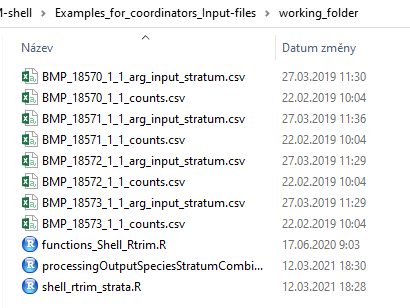 M-shell > Examples_for_coordinators_Input-files > working_folder
Název Datum změny
BMP_18570_1_1_arg_input_stratum.csv 27.03.2019 11:30
BMP_18570_1_1_counts.csv 22.02.2019 10:04
BMP_18571_1_1_arg_input_stratum.csv 27.03.2019 11:36
BMP_18571_1_1_counts.csv 22.02.2019 10:04
BMP_18572_1_1_arg_input_stratum.csv 27.03.2019 11:29
BMP_18572_1_1_counts.csv 22.02.2019 10:04
BMP_18573_1_1_arg_input_stratum.csv 27.03.2019 11:29
BMP_18573_1_1_counts.csv 22.02.2019 10:04
functions_Shell_Rtrim.R 17.06.2020 9:03
processingOutputSpeciesStratumCombi... 12.03.2021 18:30
shell_rtrim_strata.R 12.03.2021 18:28